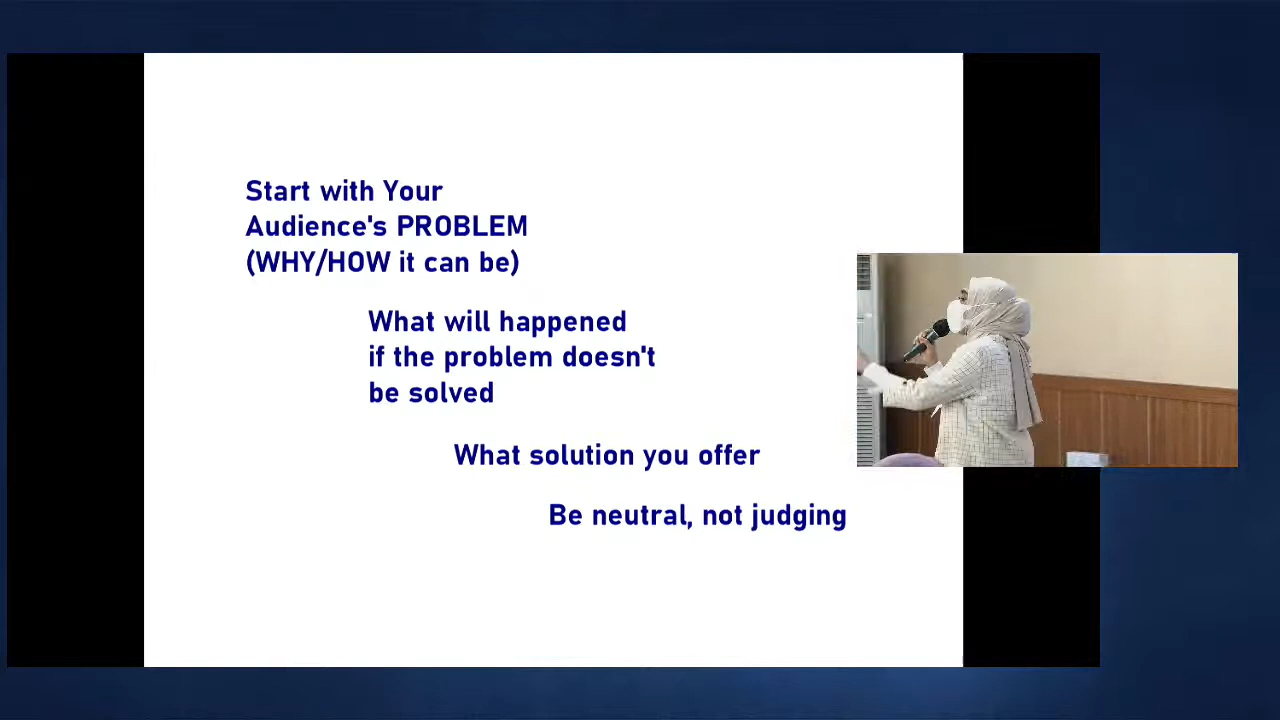 Start with Your
Audience's PROBLEM
(WHY/HOW it can be)
What will happened
if the problem doesn't
be solved
What solution you offer
Be neutral, not judging